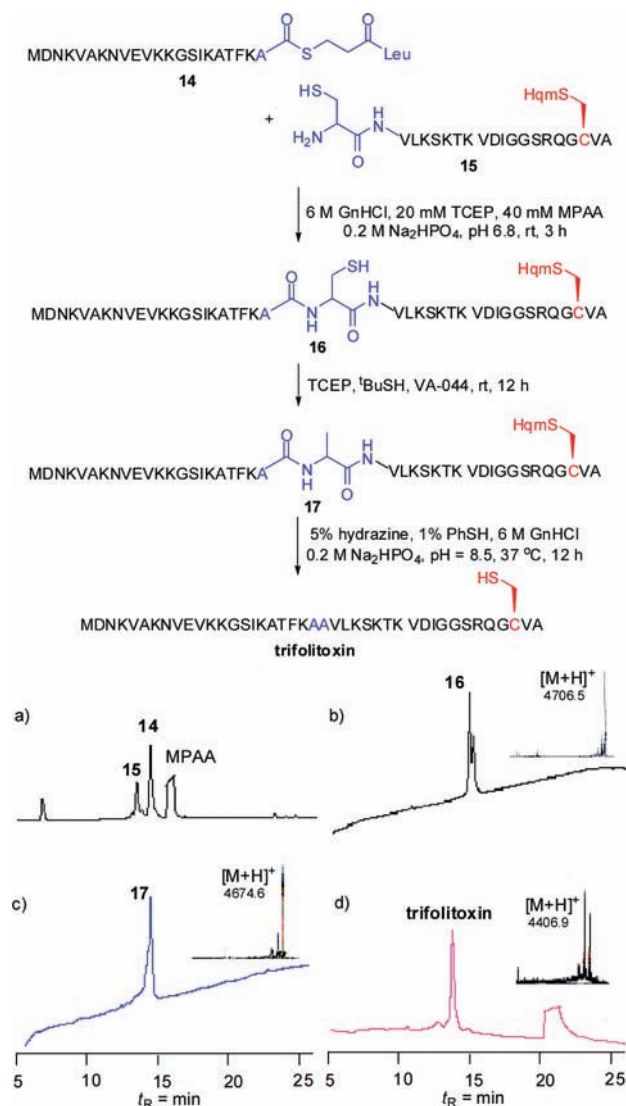 O
O
MDNKVAKNVEVKKGSIKATFKA S Leu
14
HS HqmS
+
H2N H N VLKSKTK VDIGGSRQGCVA
O
15
6 M GnHCl, 20 mM TCEP, 40 mM MPAA
0.2 M Na2HPO4, pH 6.8, rt, 3 h
O SH HqmS
MDNKVAKNVEVKKGSIKATFKA N H H N VLKSKTK VDIGGSRQGCVA
16 O
TCEP, tBuSH, VA-044, rt, 12 h
O HqmS
MDNKVAKNVEVKKGSIKATFKA N H H N VLKSKTK VDIGGSRQGCVA
17 O
5% hydrazine, 1% PhSH, 6 M GnHCl
0.2 M Na2HPO4, pH = 8.5, 37 °C, 12 h
HS
MDNKVAKNVEVKKGSIKATFKAAVLKSKTK VDIGGSRQGCVA
trifolitoxin
a) 15 14 MPAA
b) 16 [M+H]+
4706.5
c) 17 [M+H]+
4674.6
d) trifolitoxin [M+H]+
4406.9
5 10 15 20 25 5 10 15 20 25
tR = min tR = min